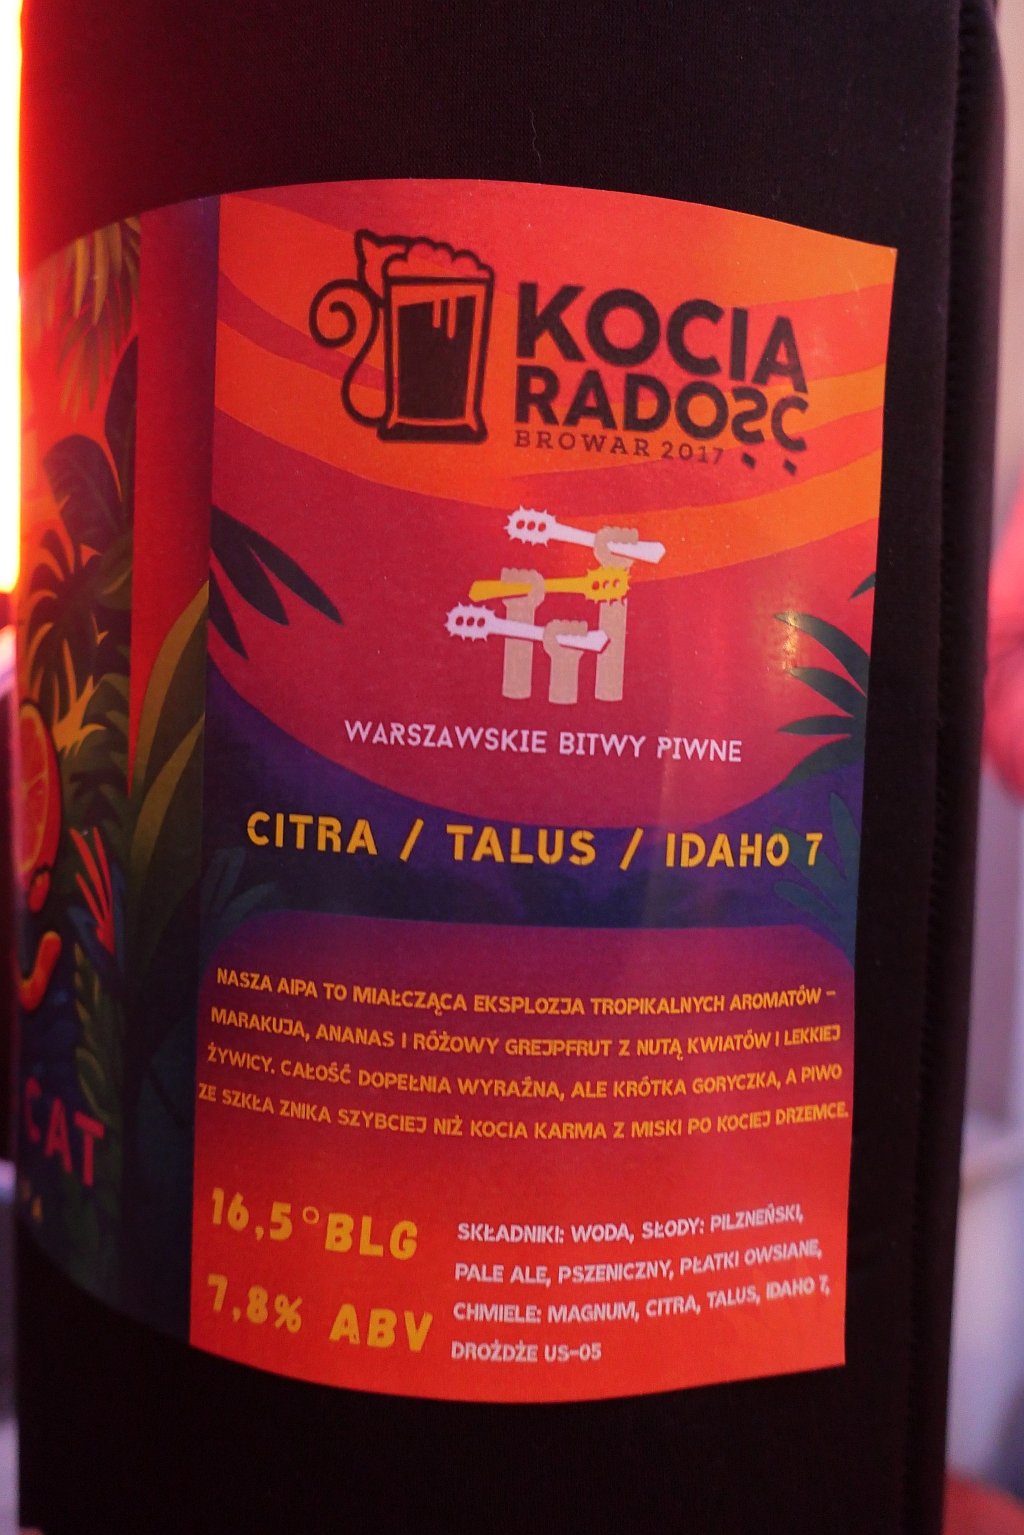 KOCIA
RADOŚĆ
BROWAR 2017
WARSZAWSKIE BITWY PIWNE
CITRA / TALUS / IDAHO 7
NASZA AIPA TO MIAŁCZĄCA EKSPLOZJA TROPIKALNYCH AROMATÓW –
MARAKUJA, ANANAS I RÓŻOWY GREJPFRUT Z NUTĄ KWIATÓW I LEKKIEJ
ŻYWICY. CAŁOŚĆ DOPEŁNIA WYRAŹNA, ALE KRÓTKA GORYCZKA, A PIWO
ZE SZKŁA ZNIKA SZYBCIEJ NIŻ KOCIA KARMA Z MISKI PO KOCIEJ DRZEMCE.
16,5°BLG
7,8% ABV
SKŁADNIKI: WODA, SŁODY: PILZNEŃSKI,
PALE ALE, PSZENICZNY, PŁATKI OWSIANE,
CHMIELE: MAGNUM, CITRA, TALUS, IDAHO 7,
DROŻDŻE US-05
CAT